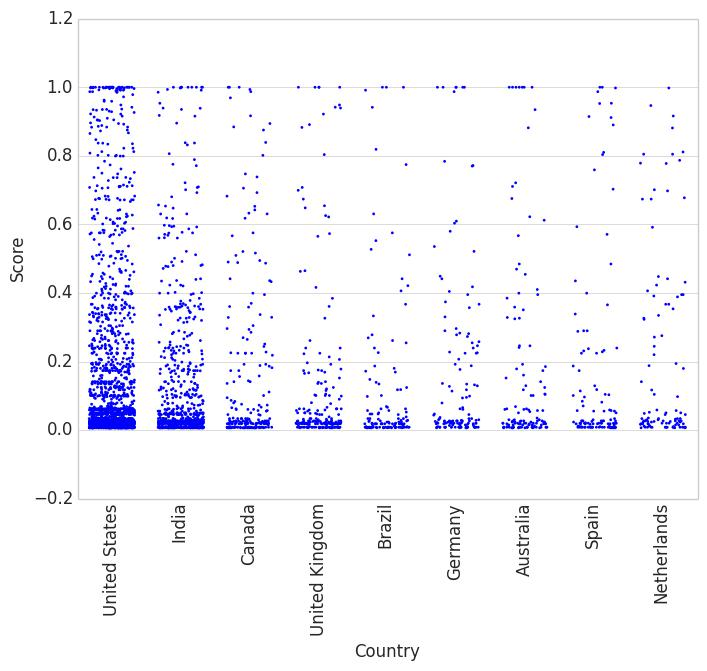 1.2
1.0
0.8
0.6
0.4
0.2
0.0
−0.2
Score
United States
India
Canada
United Kingdom
Brazil
Germany
Australia
Spain
Netherlands
Country